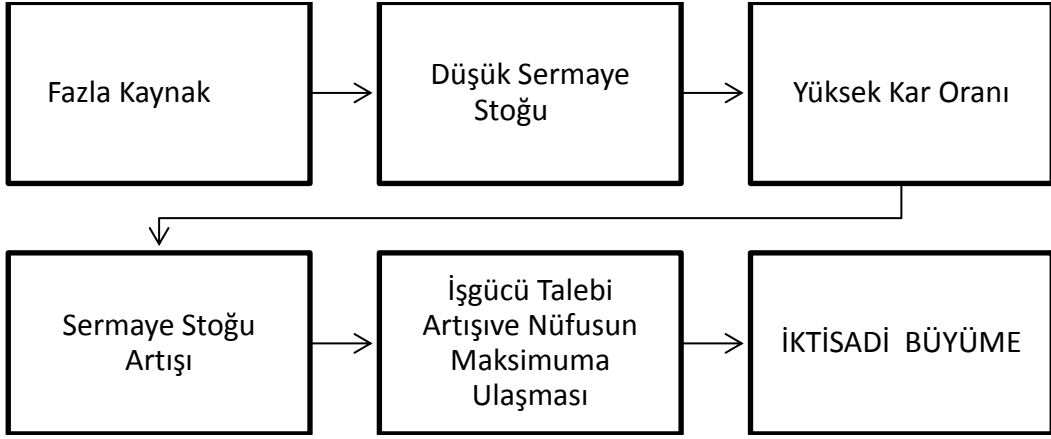 Fazla Kaynak
Düşük Sermaye
Stoğu
Yüksek Kar Oranı
Sermaye Stoğu
Artışı
İşgücü Talebi
Artışıve Nüfusun
Maksimuma
Ulaşması
İKTİSADİ BÜYÜME